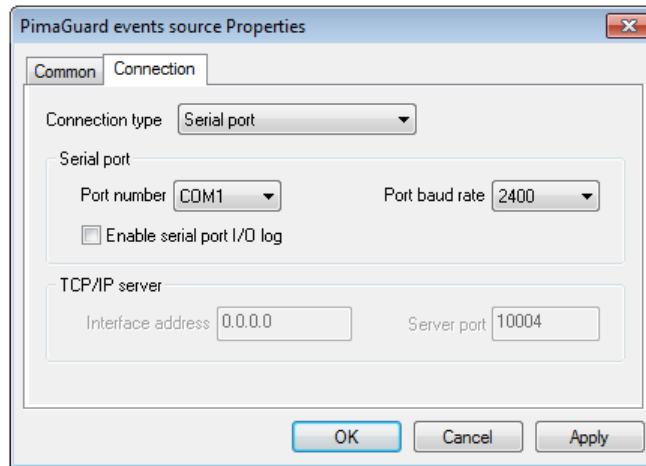 PimaGuard events source Properties
Common Connection
Connection type Serial port
Serial port
Port number COM1 Port baud rate 2400
Enable serial port I/O log
TCP/IP server
Interface address 0.0.0.0 Server port 10004
OK Cancel Apply